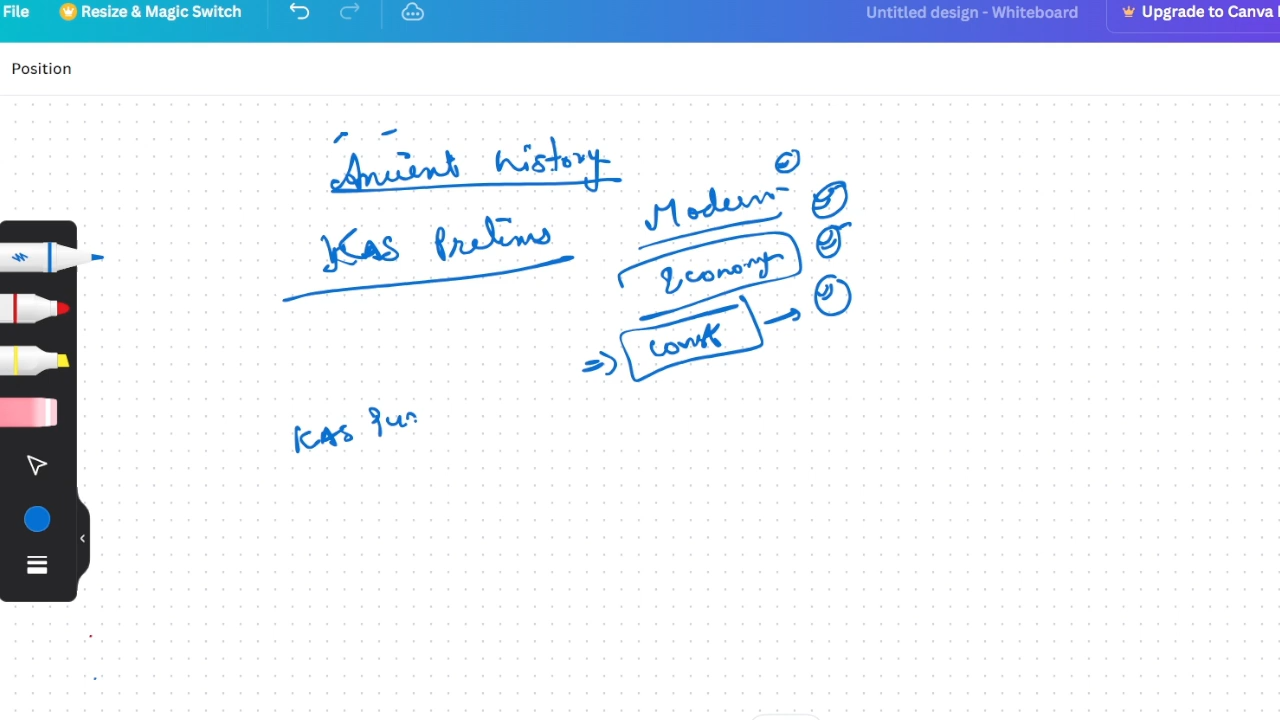 File Resize & Magic Switch Untitled design - Whiteboard Upgrade to Canva
Position
Ancient history
KAS Prelims
Modern
Economy
const
KAS